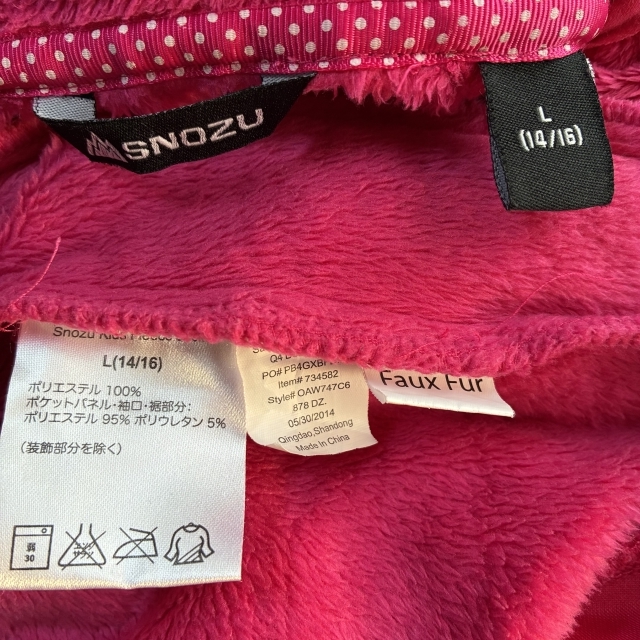 SNOZU
L
(14/16)
Snozu Kids
L(14/16)
ポリエステル 100%
ポケットパネル・袖口・裾部分:
ポリエステル 95% ポリウレタン 5%
(装飾部分を除く)
弱
30
Q4
PO# PB4GXB/
Item# 734582
Style# OAW747C6
878 DZ.
05/30/2014
Qingdao,Shandong
Made In China
Faux Fur